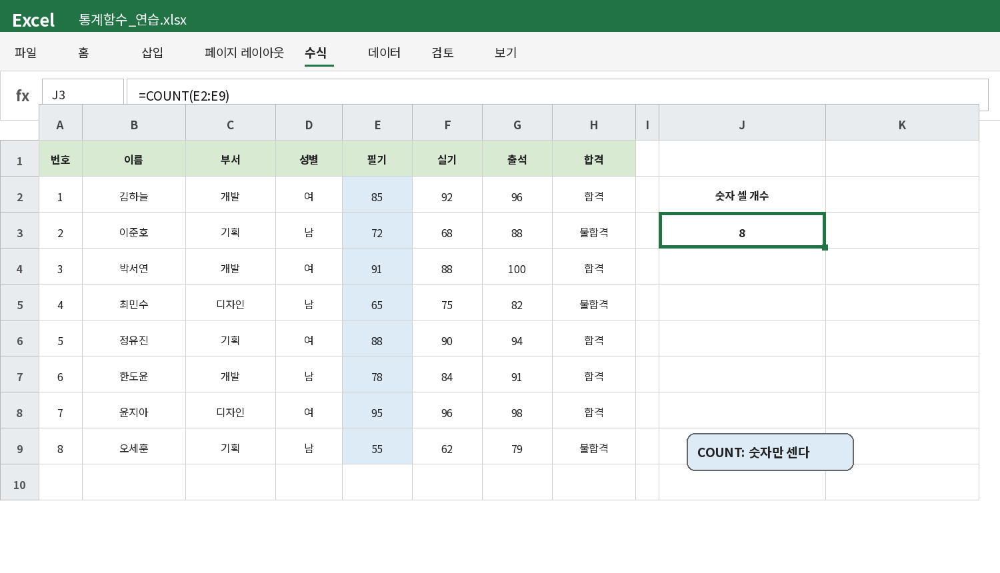 Excel 통계함수_연습.xlsx
파일 홈 삽입 페이지 레이아웃 수식 데이터 검토 보기
fx J3 =COUNT(E2:E9)
A B C D E F G H I J K
1 번호 이름 부서 성별 필기 실기 출석 합격
2 1 김하늘 개발 여 85 92 96 합격 숫자 셀 개수
3 2 이준호 기획 남 72 68 88 불합격 8
4 3 박서연 개발 여 91 88 100 합격
5 4 최민수 디자인 남 65 75 82 불합격
6 5 정유진 기획 여 88 90 94 합격
7 6 한도윤 개발 남 78 84 91 합격
8 7 윤지아 디자인 여 95 96 98 합격
9 8 오세훈 기획 남 55 62 79 불합격
COUNT: 숫자만 센다
10